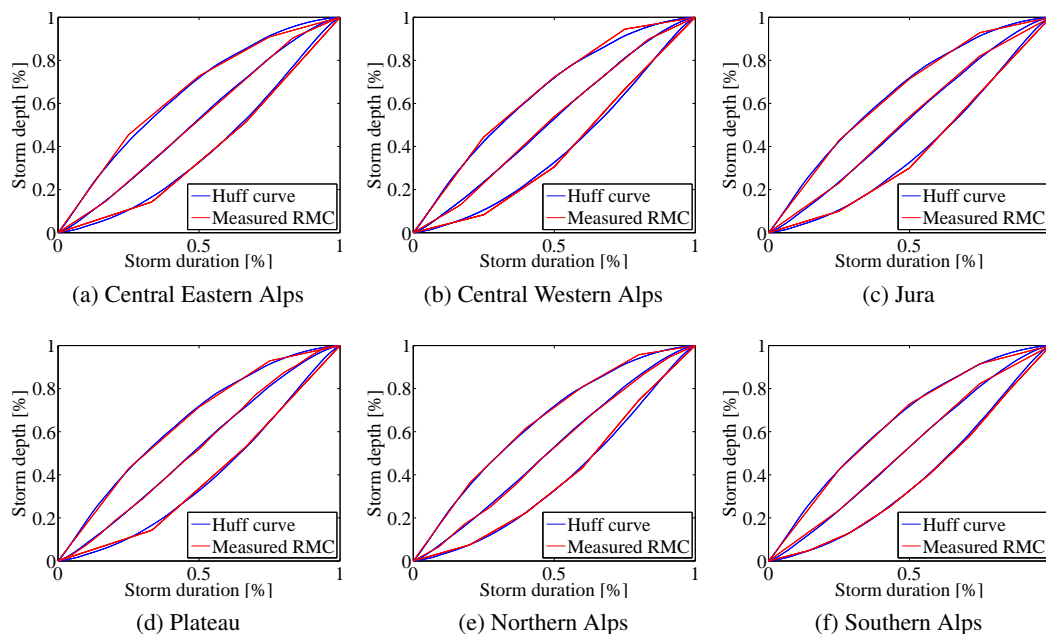 1
0.8
0.6
0.4
0.2
0
0 0.5 1
Storm depth [%]
Storm duration [%]
Huff curve
Measured RMC
(a) Central Eastern Alps
1
0.8
0.6
0.4
0.2
0
0 0.5 1
Storm depth [%]
Storm duration [%]
Huff curve
Measured RMC
(b) Central Western Alps
1
0.8
0.6
0.4
0.2
0
0 0.5
Storm depth [%]
Storm duration [%]
Huff curve
Measured RMC
(c) Jura
1
0.8
0.6
0.4
0.2
0
0 0.5 1
Storm depth [%]
Storm duration [%]
Huff curve
Measured RMC
(d) Plateau
1
0.8
0.6
0.4
0.2
0
0 0.5 1
Storm depth [%]
Storm duration [%]
Huff curve
Measured RMC
(e) Northern Alps
1
0.8
0.6
0.4
0.2
0
0 0.5
Storm depth [%]
Storm duration [%]
Huff curve
Measured RMC
(f) Southern Alps